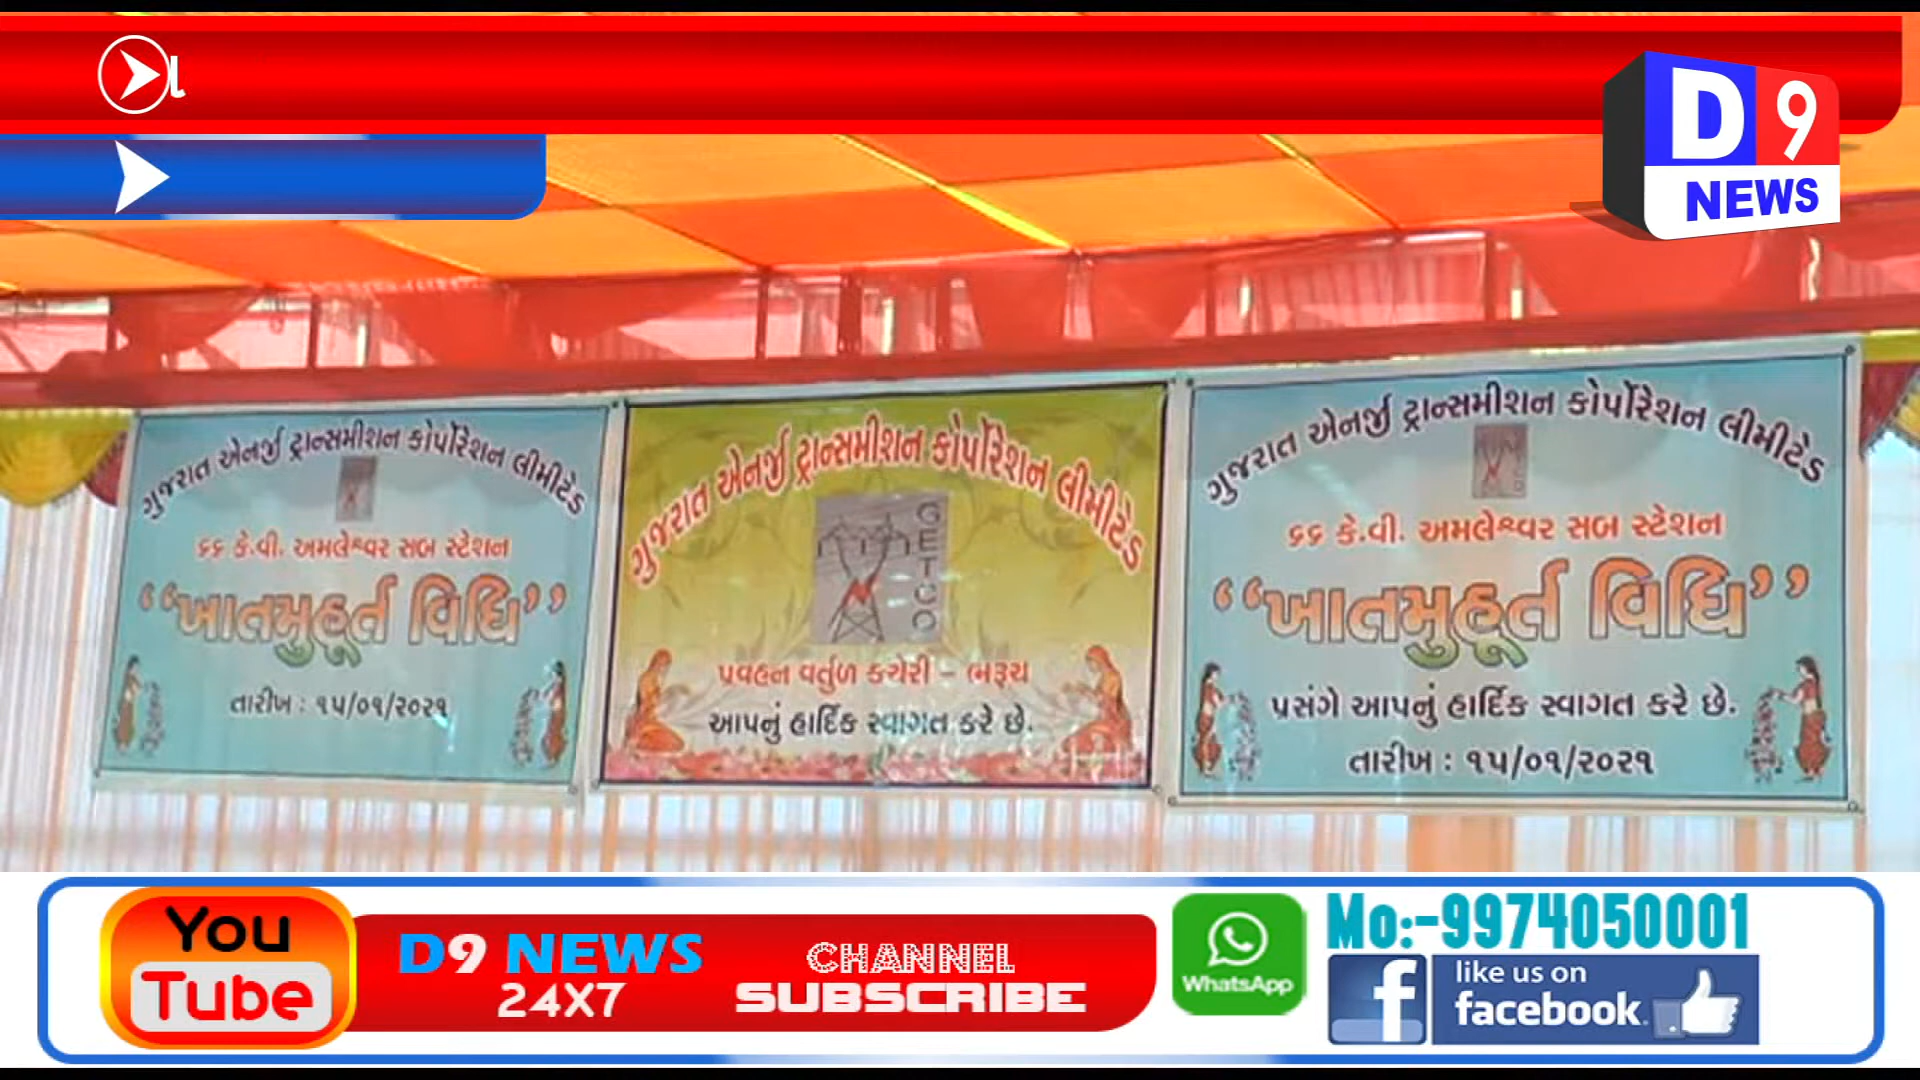 D9
NEWS
ગુજરાત એનર્જી ટ્રાન્સમીશન કોર્પોરેશન લીમીટેડ
૬૬ કે.વી. અમલેશ્વર સબ સ્ટેશન
“ખાતમુહૂર્ત વિધિ”
તારીખ : ૧૫/૦૧/૨૦૨૧
ગુજરાત એનર્જી ટ્રાન્સમીશન કોર્પોરેશન લીમીટેડ
GETCO
પ્રવહન વર્તુળ કચેરી - ભરૂચ
આપનું હાર્દિક સ્વાગત કરે છે.
ગુજરાત એનર્જી ટ્રાન્સમીશન કોર્પોરેશન લીમીટેડ
૬૬ કે.વી. અમલેશ્વર સબ સ્ટેશન
“ખાતમુહૂર્ત વિધિ”
પ્રસંગે આપનું હાર્દિક સ્વાગત કરે છે.
તારીખ : ૧૫/૦૧/૨૦૨૧
You
Tube
D9 NEWS
24X7
CHANNEL
SUBSCRIBE
WhatsApp
Mo:-9974050001
f
like us on
facebook